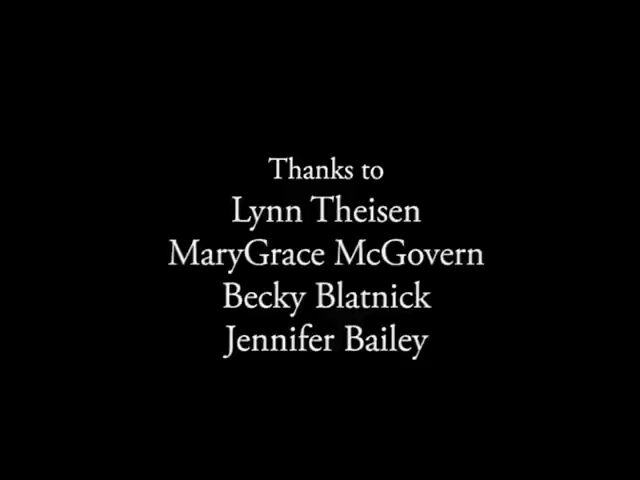 Thanks to
Lynn Theisen
MaryGrace McGovern
Becky Blatnick
Jennifer Bailey